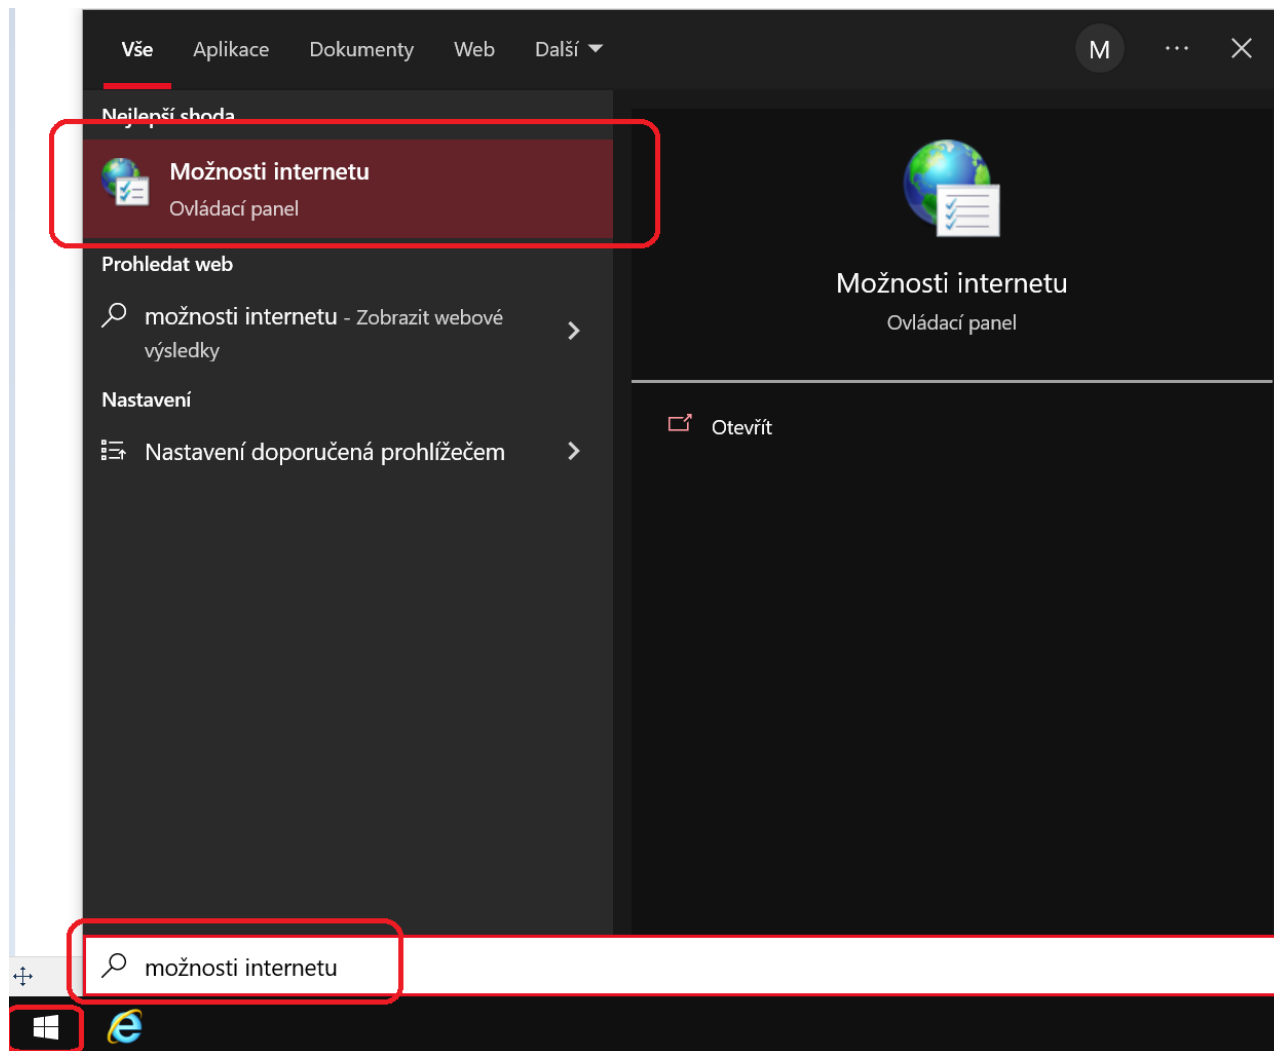 Vše Aplikace Dokumenty Web Další M
Nejlepší shoda
Možnosti internetu
Ovládací panel
Prohledat web
možnosti internetu - Zobrazit webové
výsledky
Nastavení
Nastavení doporučená prohlížečem
Možnosti internetu
Ovládací panel
Otevřít
možnosti internetu